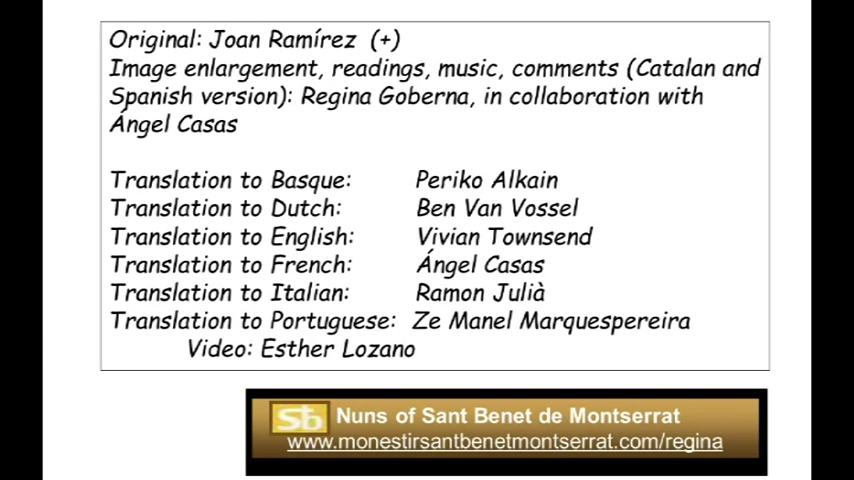 Original: Joan Ramírez (+)
Image enlargement, readings, music, comments (Catalan and
Spanish version): Regina Goberna, in collaboration with
Ángel Casas
Translation to Basque: Periko Alkain
Translation to Dutch: Ben Van Vossel
Translation to English: Vivian Townsend
Translation to French: Ángel Casas
Translation to Italian: Ramon Julià
Translation to Portuguese: Ze Manel Marquespereira
Video: Esther Lozano
Sb Nuns of Sant Benet de Montserrat
www.monestirsantbenetmontserrat.com/regina